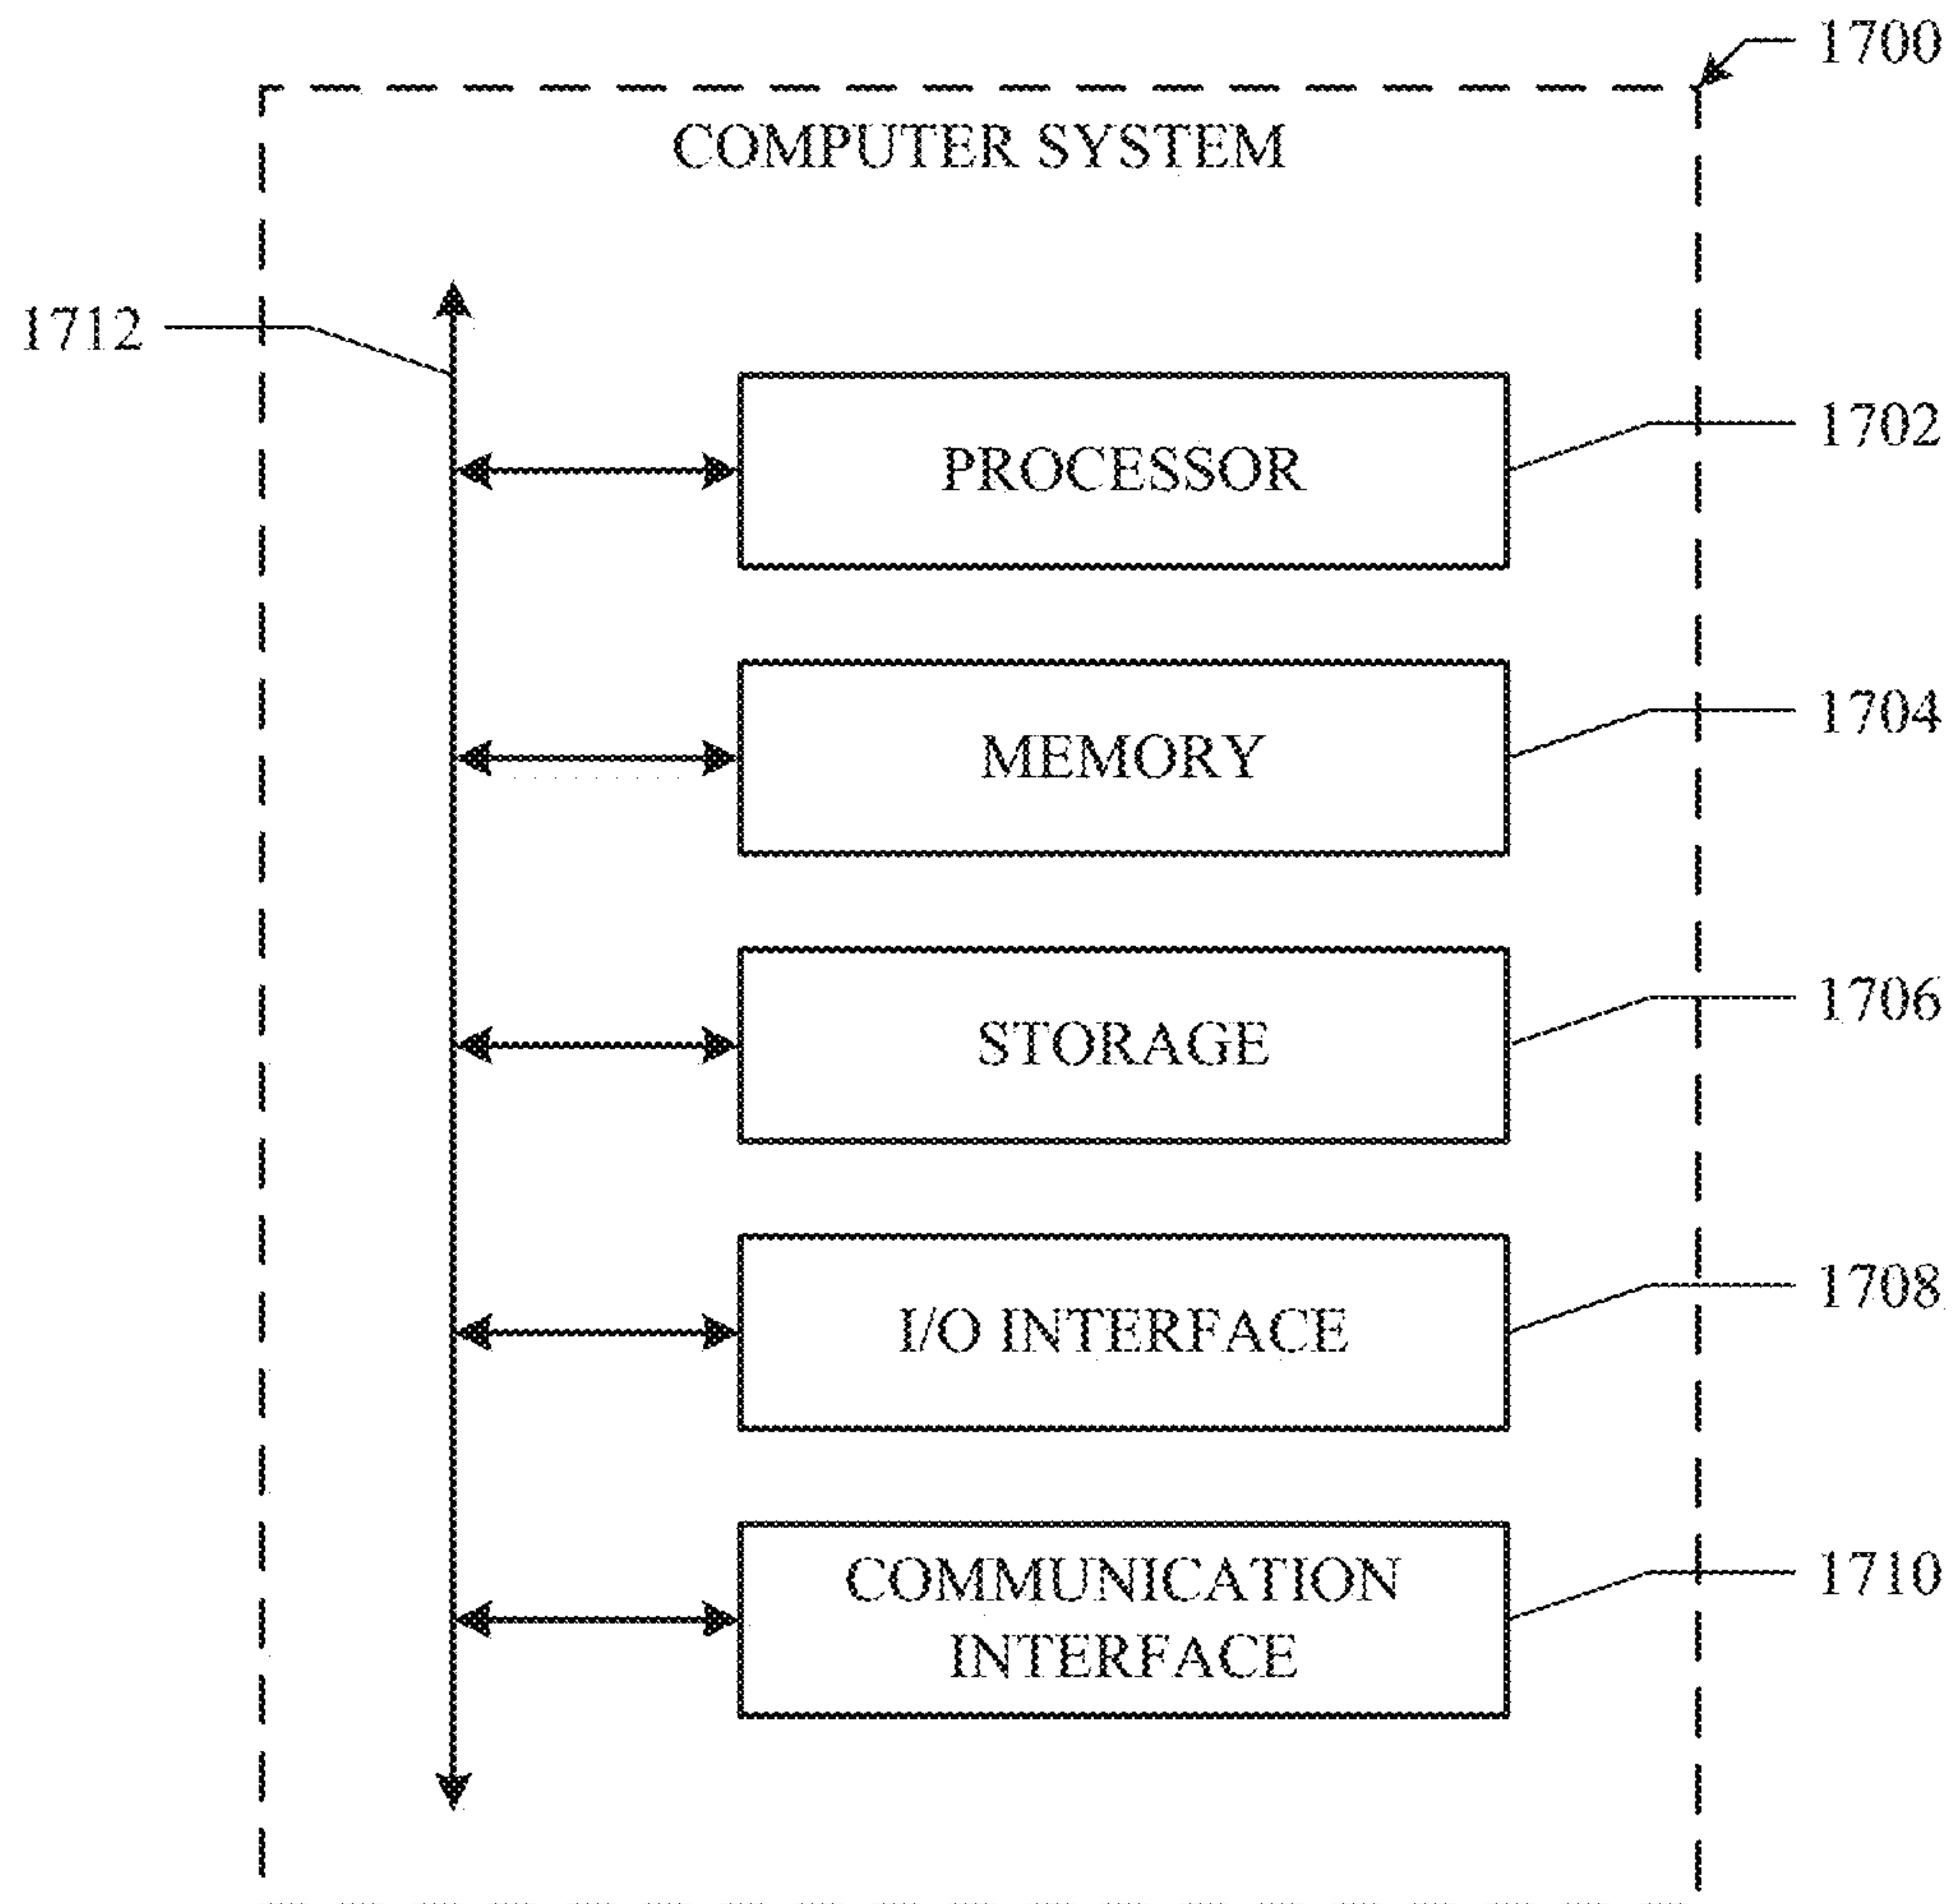 1700
COMPUTER SYSTEM
1712
1702
PROCESSOR
1704
MEMORY
1706
STORAGE
1708
I/O INTERFACE
1710
COMMUNICATION
INTERFACE